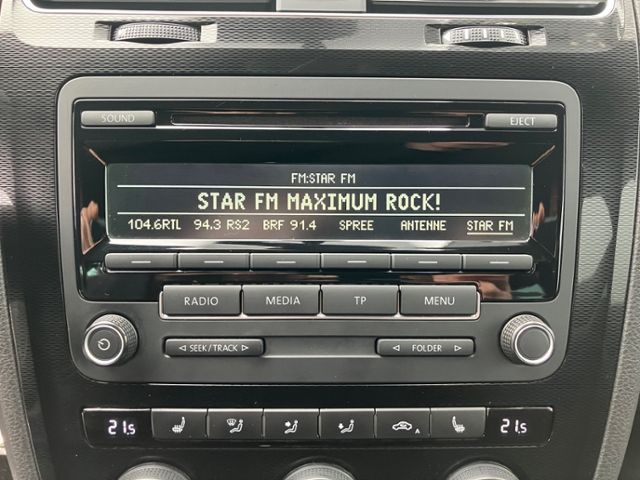 SOUND
EJECT
FM:STAR FM
STAR FM MAXIMUM ROCK!
104.6RTL 94.3 RS2 BRF 91.4 SPREE ANTENNE STAR FM
RADIO MEDIA TP MENU
◁ SEEK/TRACK ▷ ◁ FOLDER ▷
21.5 A 21.5